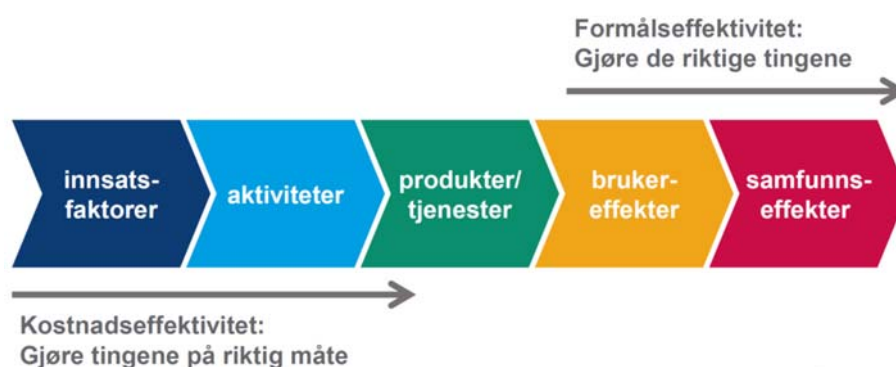 Formålseffektivitet:
Gjøre de riktige tingene
innsats-
faktorer
aktiviteter
produkter/
tjenester
bruker-
effekter
samfunns-
effekter
Kostnadseffektivitet:
Gjøre tingene på riktig måte